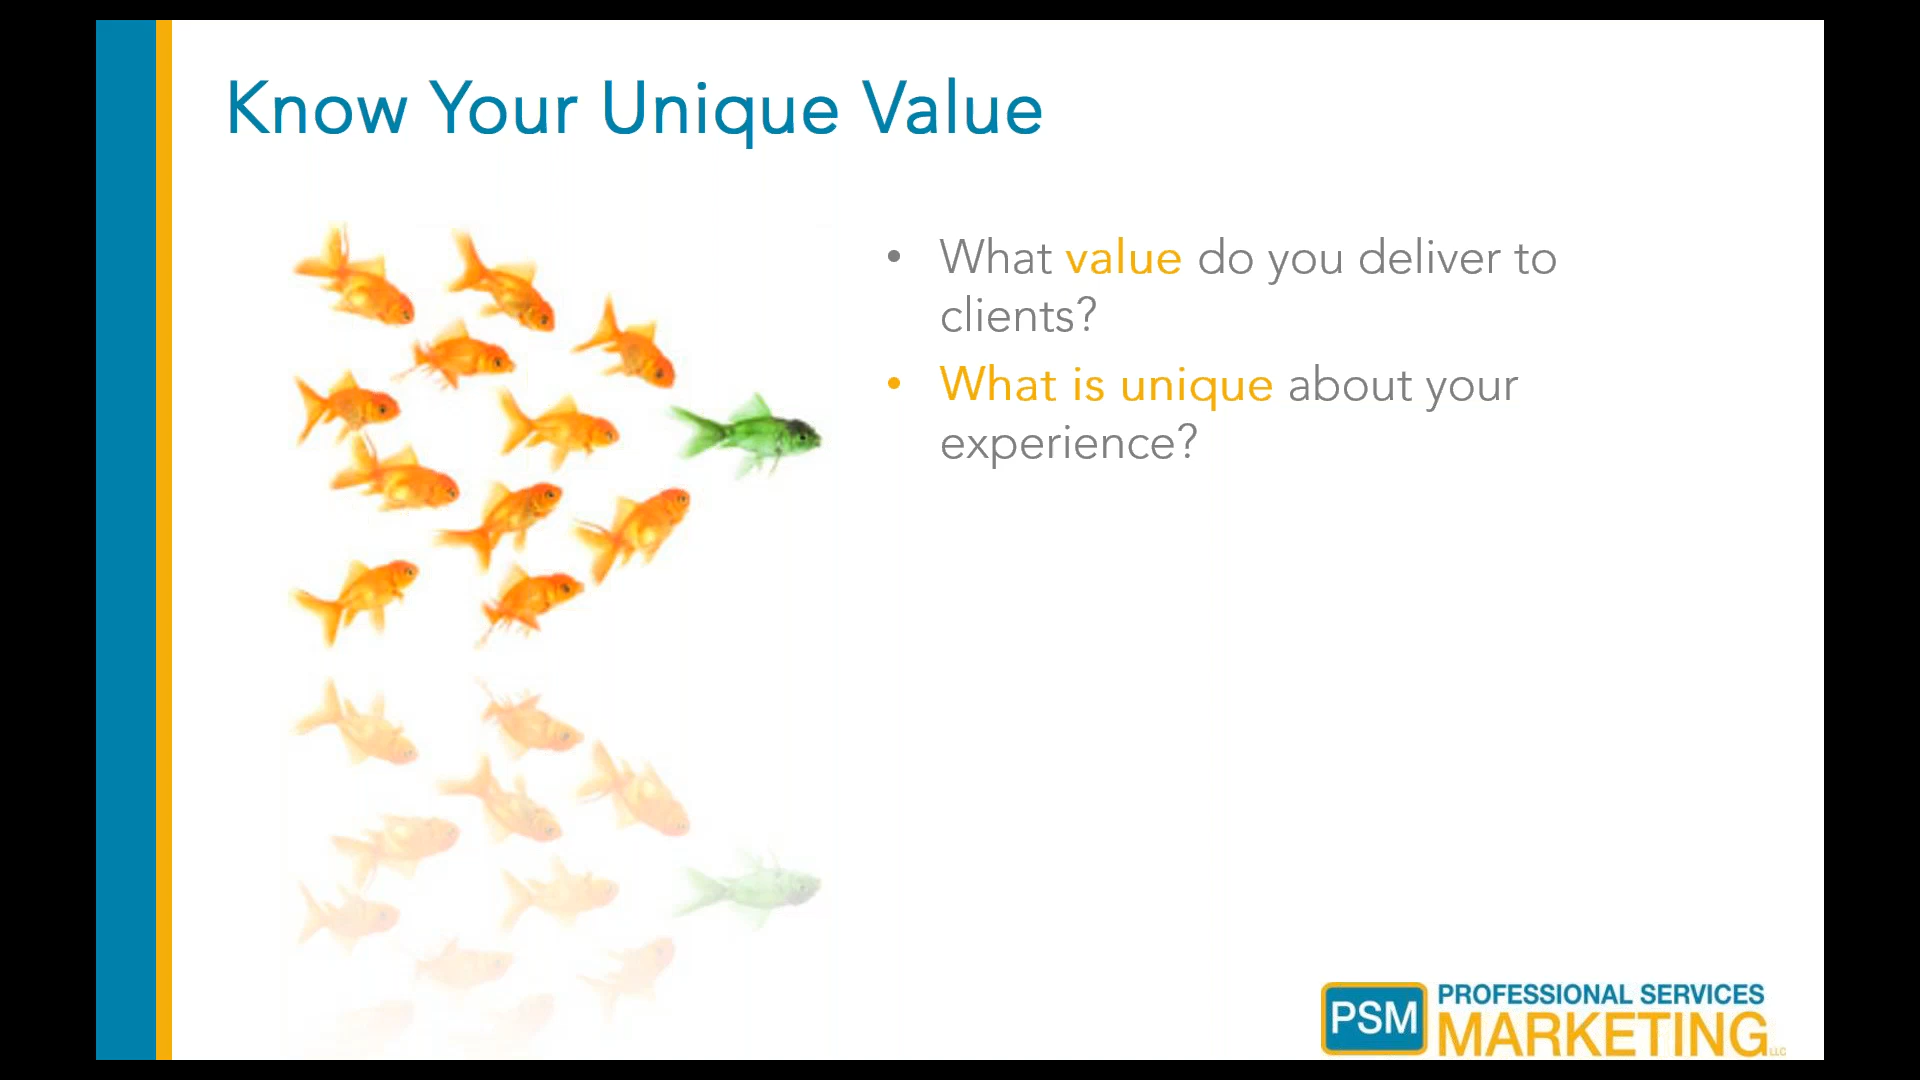 Know Your Unique Value
• What value do you deliver to
clients?
• What is unique about your
experience?
PSM
PROFESSIONAL SERVICES
MARKETING LLC